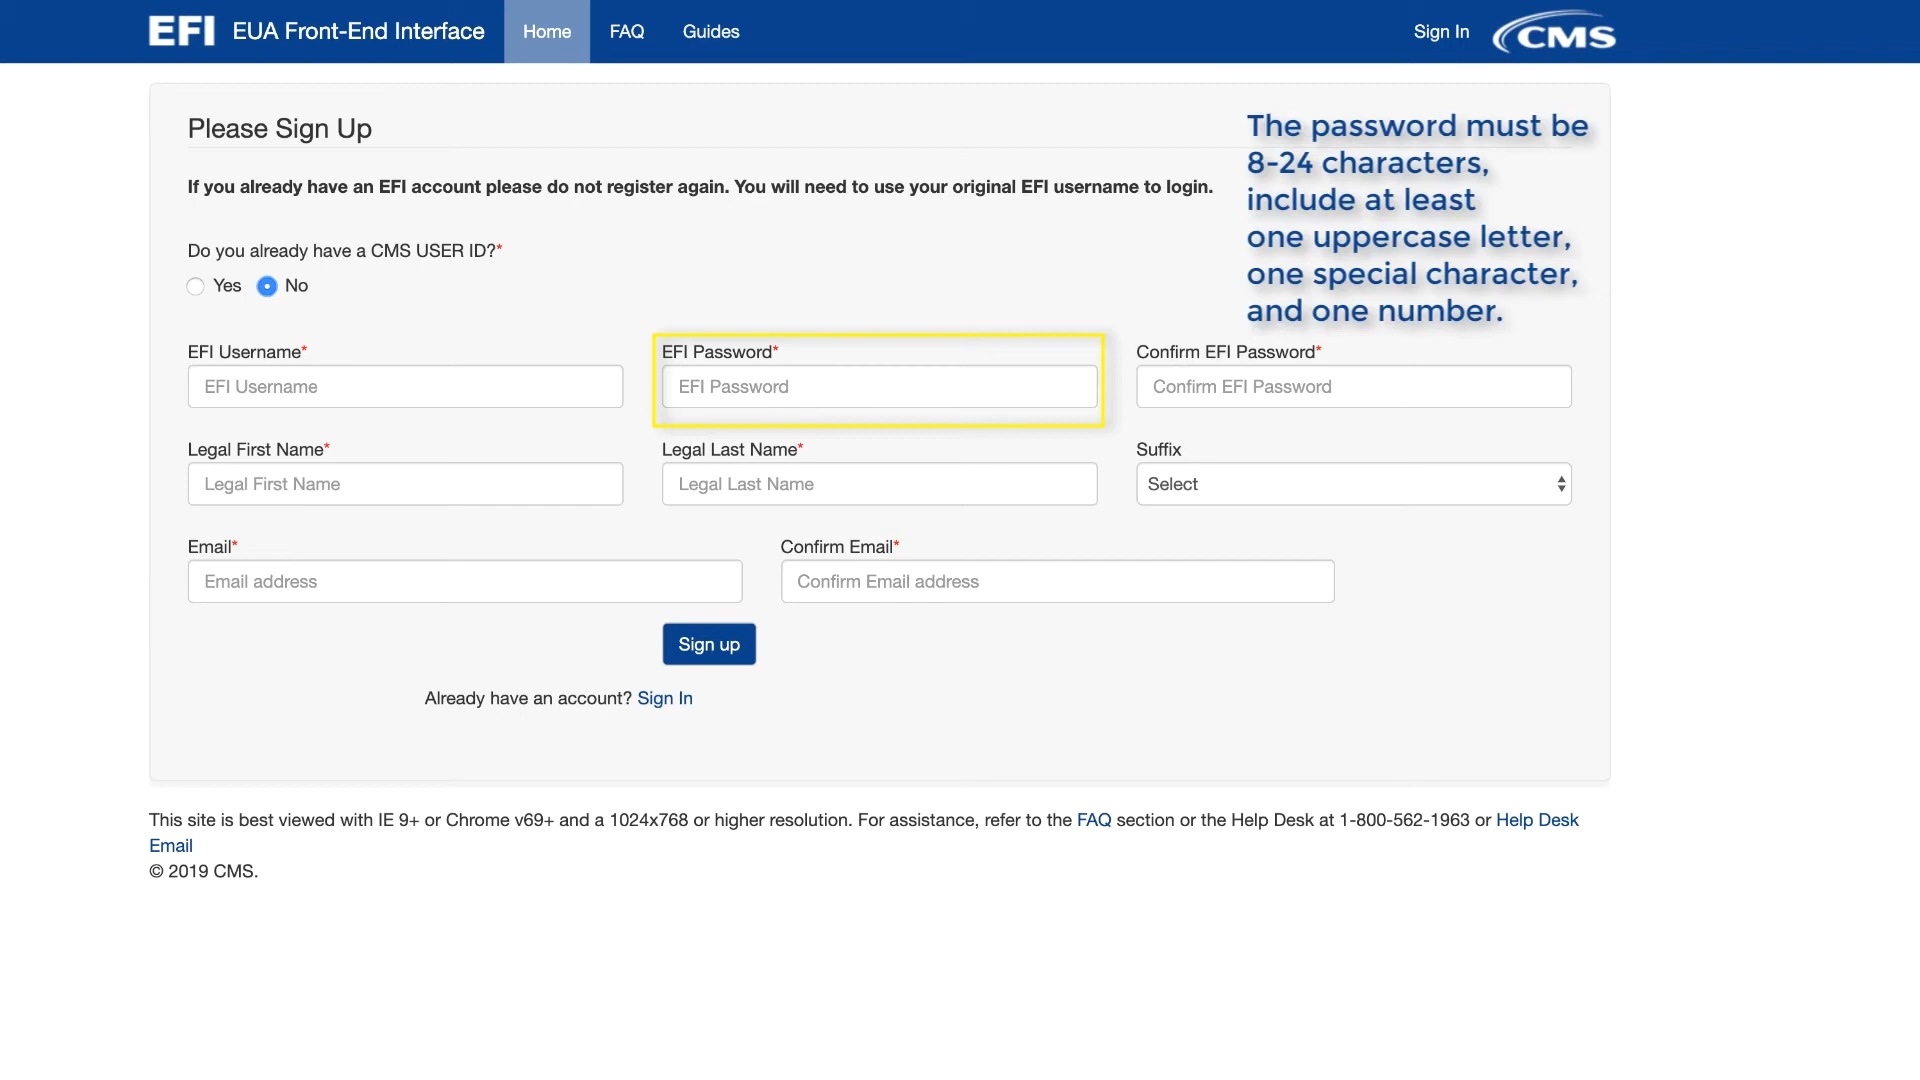 EFI EUA Front-End Interface Home FAQ Guides Sign In CMS
Please Sign Up
The password must be
8-24 characters,
include at least
one uppercase letter,
one special character,
and one number.
If you already have an EFI account please do not register again. You will need to use your original EFI username to login.
Do you already have a CMS USER ID?*
Yes No
EFI Username* EFI Password* Confirm EFI Password*
EFI Username EFI Password Confirm EFI Password
Legal First Name* Legal Last Name* Suffix
Legal First Name Legal Last Name Select
Email* Confirm Email*
Email address Confirm Email address
Sign up
Already have an account? Sign In
This site is best viewed with IE 9+ or Chrome v69+ and a 1024x768 or higher resolution. For assistance, refer to the FAQ section or the Help Desk at 1-800-562-1963 or Help Desk
Email
© 2019 CMS.